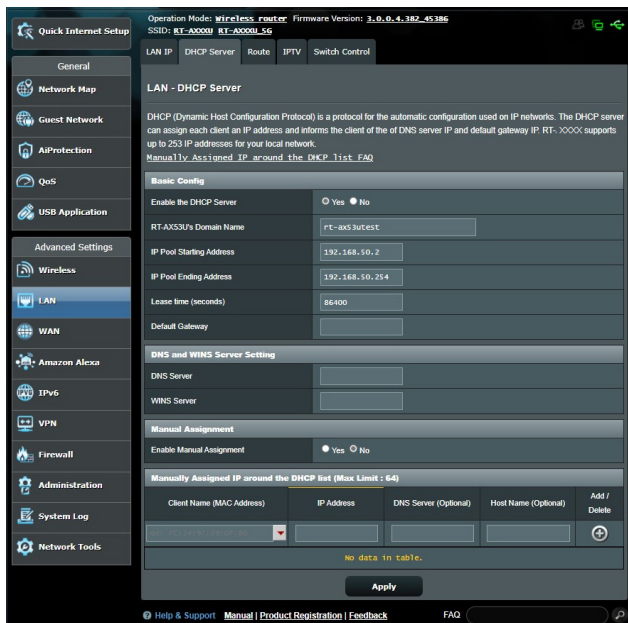 Quick Internet Setup
Operation Mode: Wireless router Firmware Version: 3.0.0.4.382_45386
SSID: RT-AXXXU RT-AXXXU_5G
General
Network Map
Guest Network
AiProtection
QoS
USB Application
Advanced Settings
Wireless
LAN
WAN
Amazon Alexa
IPv6
VPN
Firewall
Administration
System Log
Network Tools
LAN IP DHCP Server Route IPTV Switch Control
LAN - DHCP Server
DHCP (Dynamic Host Configuration Protocol) is a protocol for the automatic configuration used on IP networks. The DHCP server
can assign each client an IP address and informs the client of the of DNS server IP and default gateway IP. RT-. XXXX supports
up to 253 IP addresses for your local network.
Manually Assigned IP around the DHCP list FAQ
Basic Config
Enable the DHCP Server Yes No
RT-AX53U's Domain Name rt-ax53utest
IP Pool Starting Address 192.168.50.2
IP Pool Ending Address 192.168.50.254
Lease time (seconds) 86400
Default Gateway
DNS and WINS Server Setting
DNS Server
WINS Server
Manual Assignment
Enable Manual Assignment Yes No
Manually Assigned IP around the DHCP list (Max Limit : 64)
Client Name (MAC Address) IP Address DNS Server (Optional) Host Name (Optional) Add / Delete
No data in table.
Apply
Help & Support Manual | Product Registration | Feedback FAQ